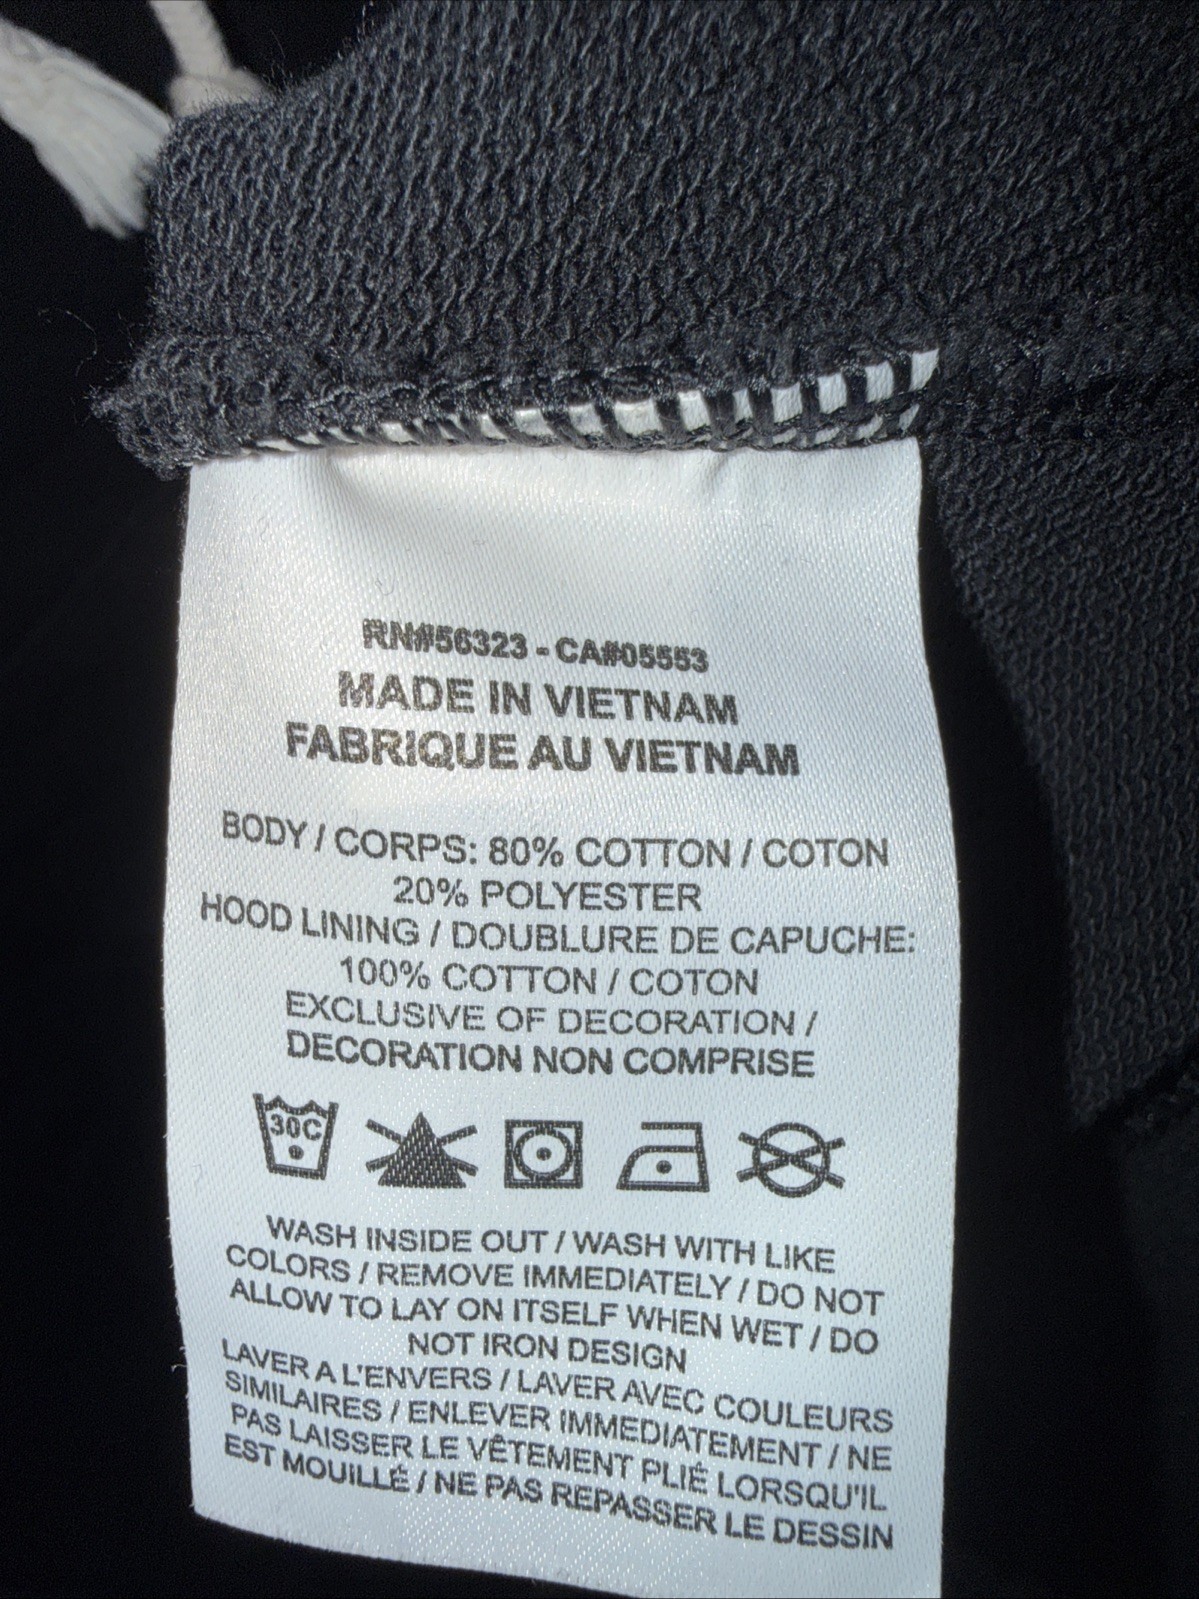 RN#56323 - CA#05553
MADE IN VIETNAM
FABRIQUE AU VIETNAM
BODY / CORPS: 80% COTTON / COTON
20% POLYESTER
HOOD LINING / DOUBLURE DE CAPUCHE:
100% COTTON / COTON
EXCLUSIVE OF DECORATION /
DECORATION NON COMPRISE
30C
WASH INSIDE OUT / WASH WITH LIKE
COLORS / REMOVE IMMEDIATELY / DO NOT
ALLOW TO LAY ON ITSELF WHEN WET / DO
NOT IRON DESIGN
LAVER A L'ENVERS / LAVER AVEC COULEURS
SIMILAIRES / ENLEVER IMMEDIATEMENT / NE
PAS LAISSER LE VÊTEMENT PLIÉ LORSQU'IL
EST MOUILLÉ / NE PAS REPASSER LE DESSIN